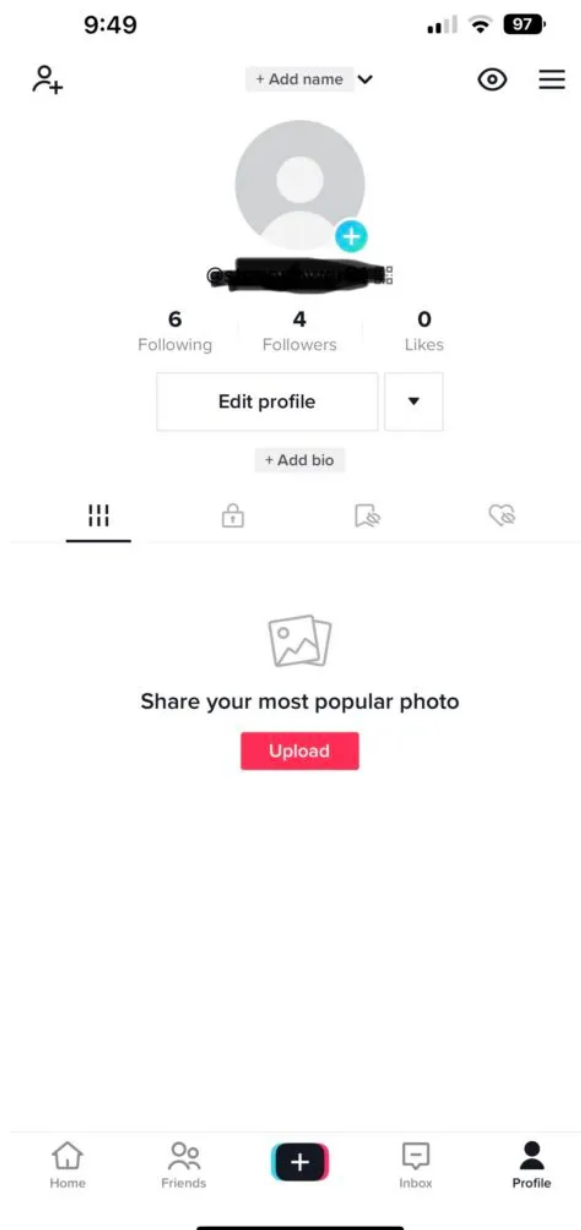 9:49
97
+ Add name
6 4 0
Following Followers Likes
Edit profile
+ Add bio
Share your most popular photo
Upload
Home Friends Inbox Profile